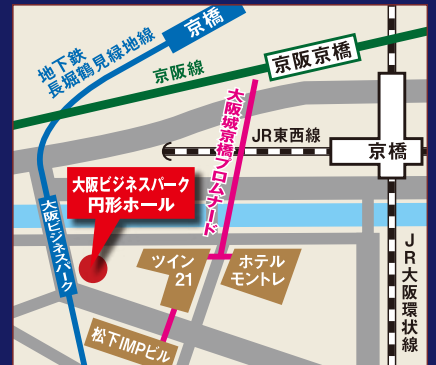 地下鉄
長堀鶴見緑地線
京橋
京阪線
京阪京橋
大阪城京橋プロムナード
JR東西線
京橋
大阪ビジネスパーク
円形ホール
大阪ビジネスパーク
ツイン
21
ホテル
モントレ
JR大阪環状線
松下IMPビル